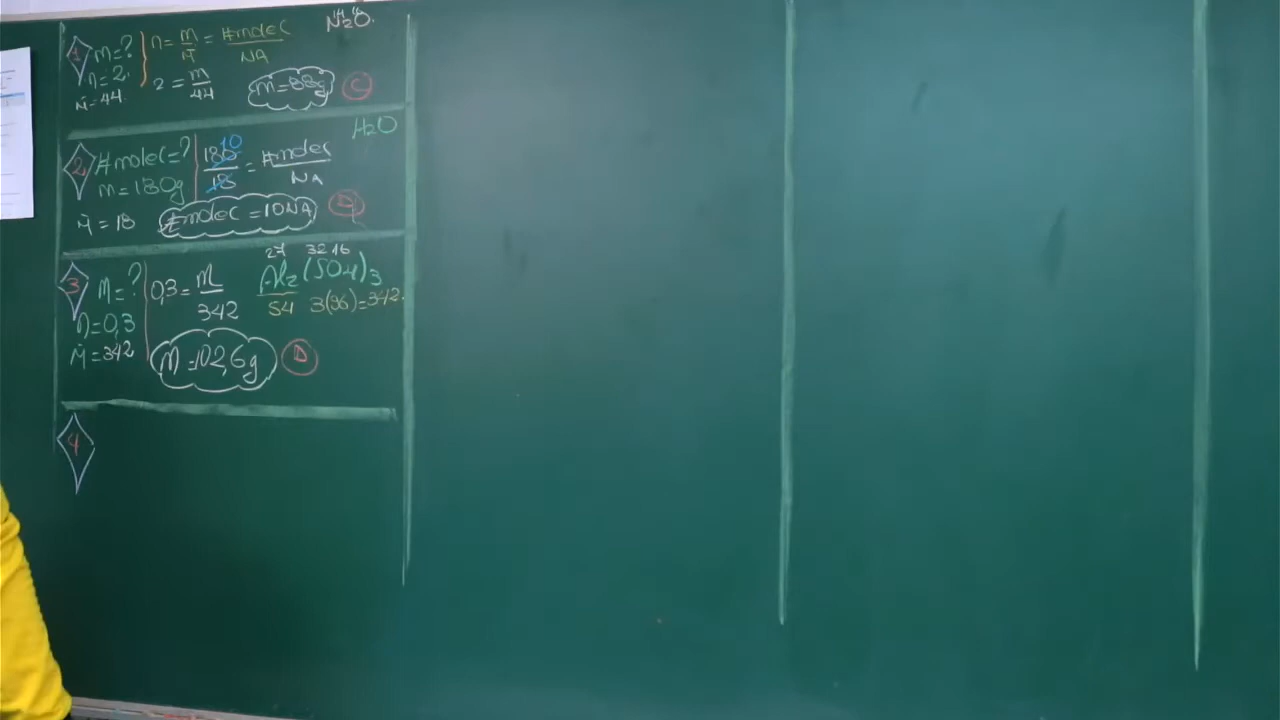 N₂O.
1
m=?
n=2.
M̄=44.
n = m/M̄ = #molec/NA
2 = m/44
m=88g
C
H₂O
2
#molec=?
m=180g
M̄=18
180/18 = #molec/NA
10
#molec=10NA
D
3
m=?
n=0,3
M̄=342
0,3 = m/342
27 32 16
Al₂(SO₄)₃
54 3(96)=342.
m=102,6g
D
4